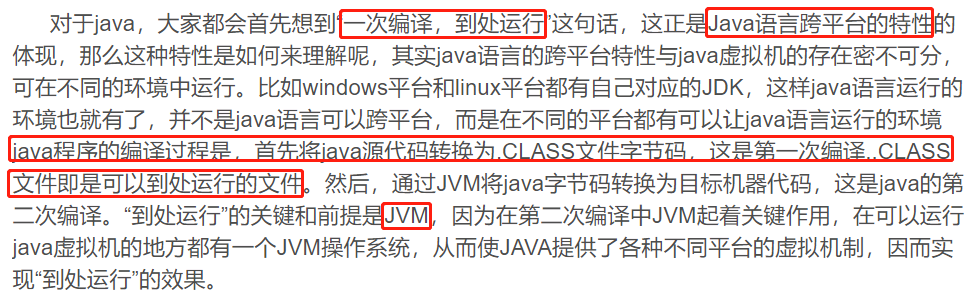 对于java，大家都会首先想到“一次编译，到处运行”这句话，这正是Java语言跨平台的特性的
体现，那么这种特性是如何来理解呢，其实java语言的跨平台特性与java虚拟机的存在密不可分，
可在不同的环境中运行。比如windows平台和linux平台都有自己对应的JDK，这样java语言运行的
环境也就有了，并不是java语言可以跨平台，而是在不同的平台都有可以让java语言运行的环境
java程序的编译过程是，首先将java源代码转换为.CLASS文件字节码，这是第一次编译..CLASS
文件即是可以到处运行的文件。然后，通过JVM将java字节码转换为目标机器代码，这是java的第
二次编译。“到处运行”的关键和前提是JVM，因为在第二次编译中JVM起着关键作用，在可以运行
java虚拟机的地方都有一个JVM操作系统，从而使JAVA提供了各种不同平台的虚拟机制，因而实
现“到处运行”的效果。